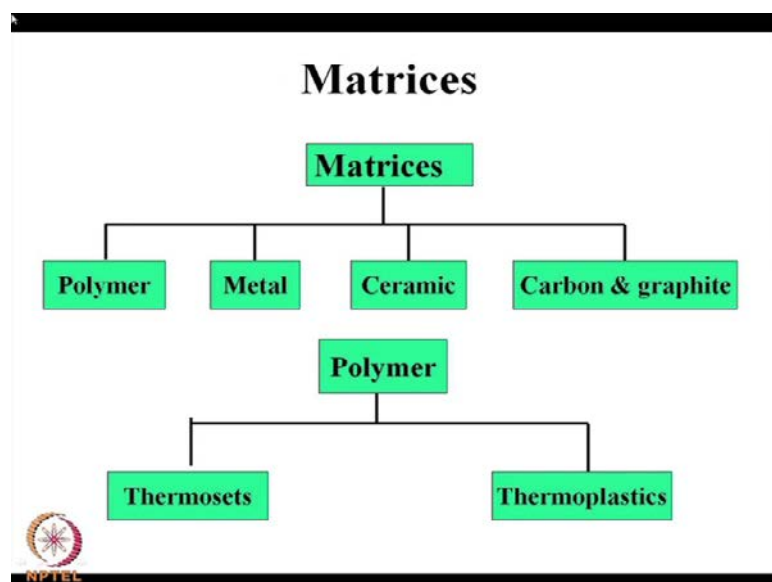 Matrices
Matrices
Polymer
Metal
Ceramic
Carbon & graphite
Polymer
Thermosets
Thermoplastics
NPTEL